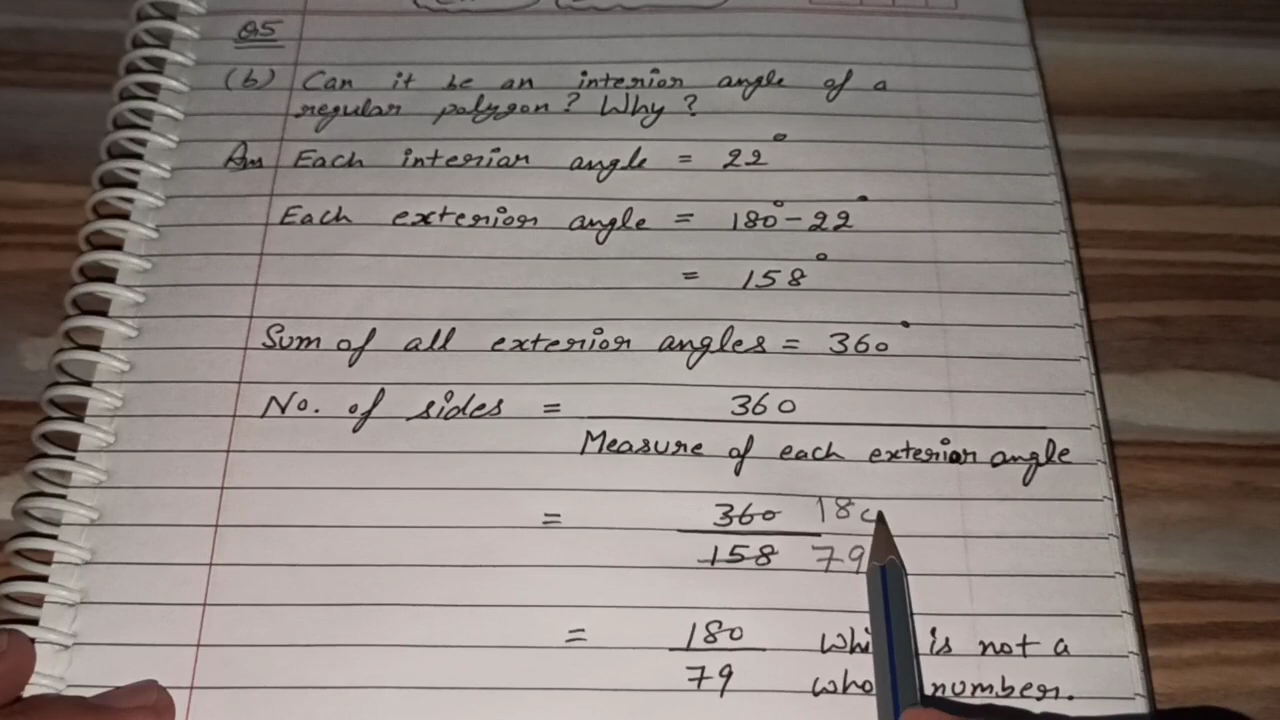 Q5
(b) Can it be an interior angle of a
regular polygon? Why?
Ans Each interior angle = 22°
Each exterior angle = 180° - 22°
= 158°
Sum of all exterior angles = 360°
No. of sides = 360
Measure of each exterior angle
= 360 180
158 79
= 180 is not a
79 number.